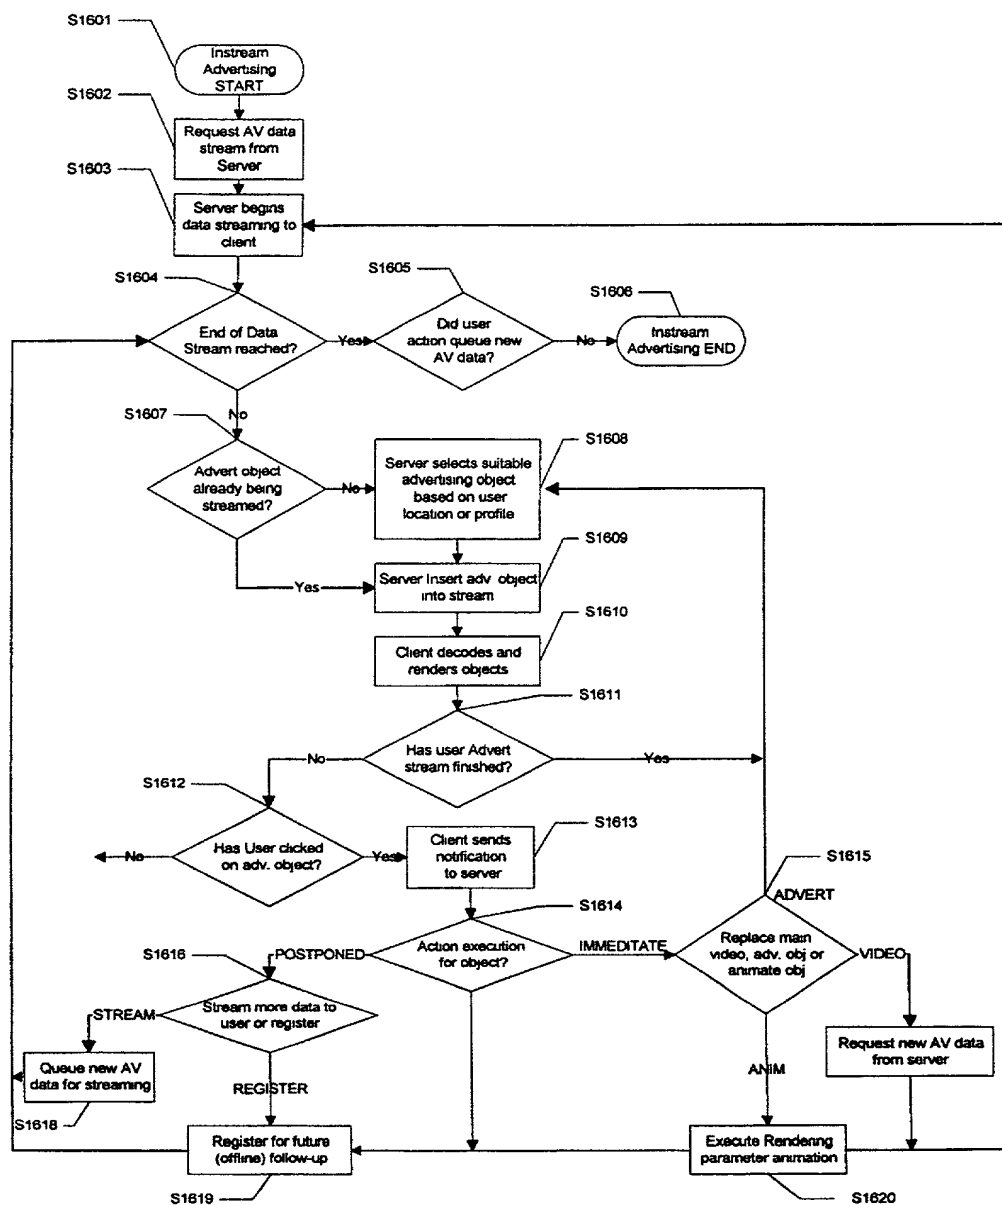 S1601
Instream
Advertising
START
S1602
Request AV data
stream from
Server
S1603
Server begins
data streaming to
client
S1604
End of Data
Stream reached?
Yes
S1605
Did user
action queue new
AV data?
No
S1606
Instream
Advertising END
No
S1607
Advert object
already being
streamed?
No
S1608
Server selects suitable
advertising object
based on user
location or profile
Yes
S1609
Server Insert adv. object
into stream
S1610
Client decodes and
renders objects
S1611
Has user Advert
stream finished?
No
Yes
S1612
Has User clicked
on adv. object?
No
Yes
S1613
Client sends
notification
to server
S1614
Action execution
for object?
POSTPONED
IMMEDITATE
S1615
ADVERT
Replace main
video, adv. obj or
animate obj
VIDEO
S1616
Stream more data to
user or register
STREAM
Queue new AV
data for streaming
S1618
REGISTER
ANIM
Request new AV data
from server
Register for future
(offline) follow-up
S1619
Execute Rendering
parameter animation
S1620